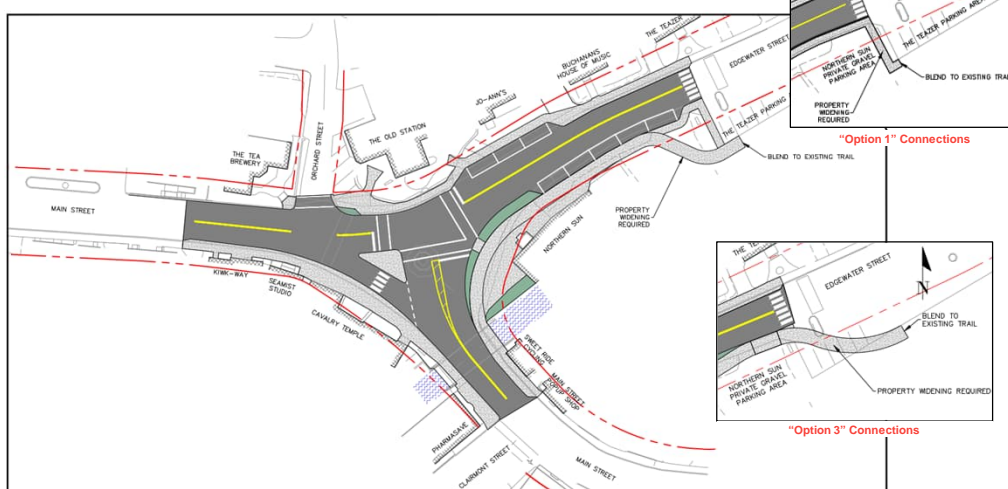 THE TEAZER
BUCHANANS
HOUSE OF MUSIC
JO-ANN'S
EDGEWATER STREET
THE TEAZER PARKING
THE OLD STATION
THE TEA
BREWERY
ORCHARD STREET
MAIN STREET
BLEND TO EXISTING TRAIL
PROPERTY
WIDENING
REQUIRED
NORTHERN SUN
KWIK-WAY
SEAMIST
STUDIO
CAVALRY TEMPLE
SWEET RIDE
CYCLING
MAIN STREET
POPUP SHOP
PHARMASAVE
CLAIRMONT STREET
MAIN STREET
THE TEAZER PARKING AREA
NORTHERN SUN
PRIVATE GRAVEL
PARKING AREA
BLEND TO EXISTING TRAIL
PROPERTY
WIDENING
REQUIRED
"Option 1" Connections
THE TEA
EDGEWATER STREET
N
BLEND TO
EXISTING TRAIL
NORTHERN SUN
PRIVATE GRAVEL
PARKING AREA
PROPERTY WIDENING REQUIRED
"Option 3" Connections